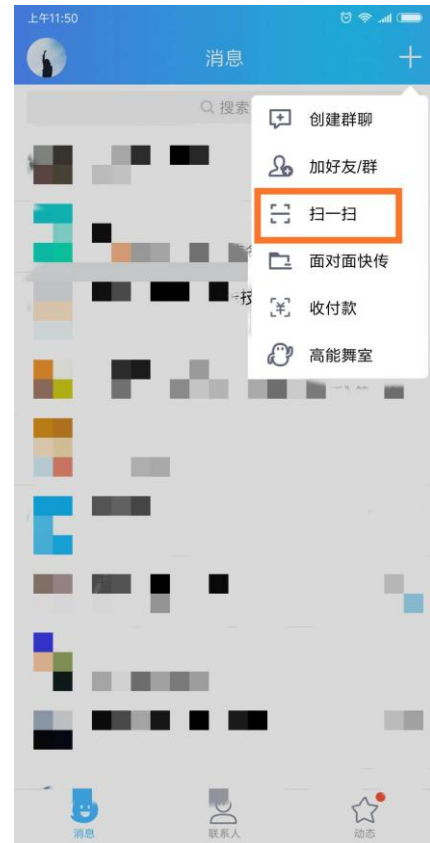 上午11:50
消息
搜索
创建群聊
加好友/群
扫一扫
面对面快传
技
收付款
高能舞室
消息
联系人
动态